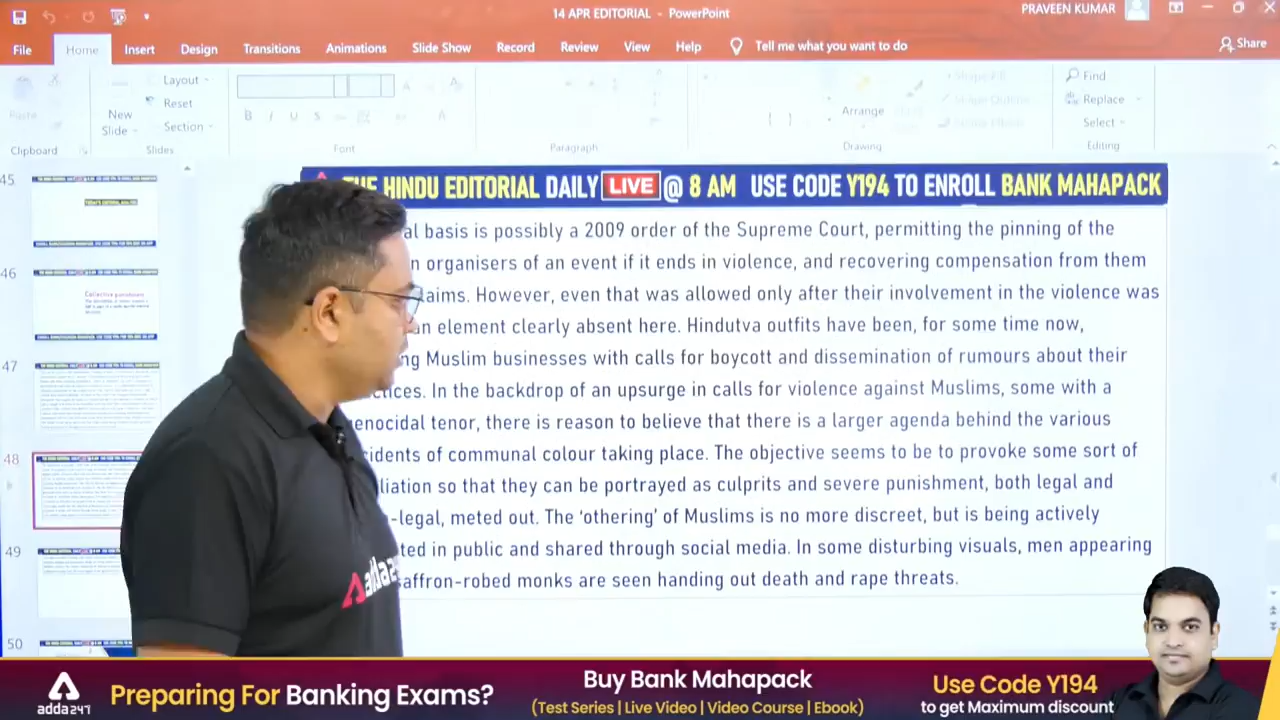 14 APR EDITORIAL - PowerPoint
PRAVEEN KUMAR
File Home Insert Design Transitions Animations Slide Show Record Review View Help Tell me what you want to do Share
Paste
Clipboard
New
Slide
Layout
Reset
Section
Slides
B I U S
Font
Paragraph
Arrange
Shape Fill
Shape Outline
Drawing
Find
Replace
Select
Editing
45
46
Collective punishment
47
48
49
50
THE HINDU EDITORIAL DAILY LIVE @ 8 AM USE CODE Y194 TO ENROLL BANK MAHAPACK
al basis is possibly a 2009 order of the Supreme Court, permitting the pinning of the
n organisers of an event if it ends in violence, and recovering compensation from them
laims. However, even that was allowed only after their involvement in the violence was
an element clearly absent here. Hindutva outfits have been, for some time now,
ng Muslim businesses with calls for boycott and dissemination of rumours about their
ctices. In the backdrop of an upsurge in calls for violence against Muslims, some with a
enocidal tenor, there is reason to believe that there is a larger agenda behind the various
cidents of communal colour taking place. The objective seems to be to provoke some sort of
liation so that they can be portrayed as culprits and severe punishment, both legal and
-legal, meted out. The ‘othering’ of Muslims is no more discreet, but is being actively
ted in public and shared through social media. In some disturbing visuals, men appearing
saffron-robed monks are seen handing out death and rape threats.
adda247
adda247
Preparing For Banking Exams?
Buy Bank Mahapack
(Test Series | Live Video | Video Course | Ebook)
Use Code Y194
to get Maximum discount